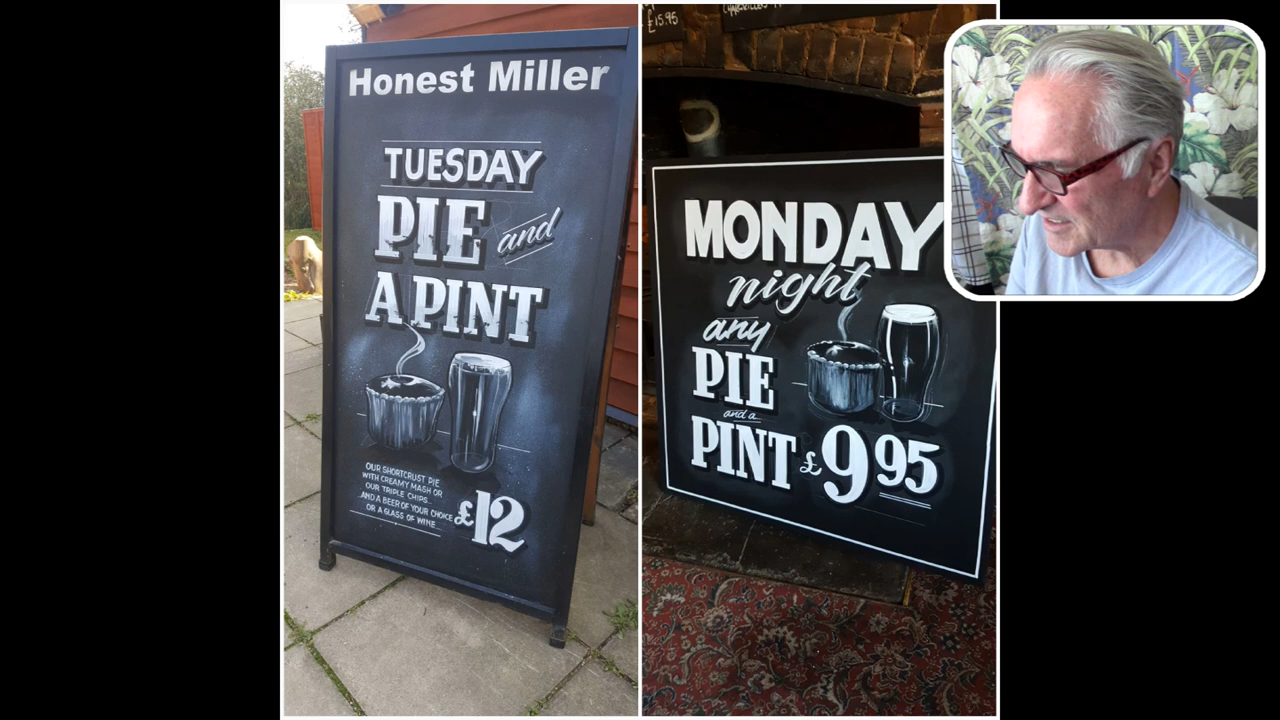 Honest Miller
TUESDAY
PIE and
A PINT
OUR SHORTCRUST PIE
WITH CREAMY MASH OR
OUR TRIPLE CHIPS...
AND A BEER OF YOUR CHOICE
OR A GLASS OF WINE
£12
£15.95
MONDAY
night
any
PIE
and a
PINT £9 95